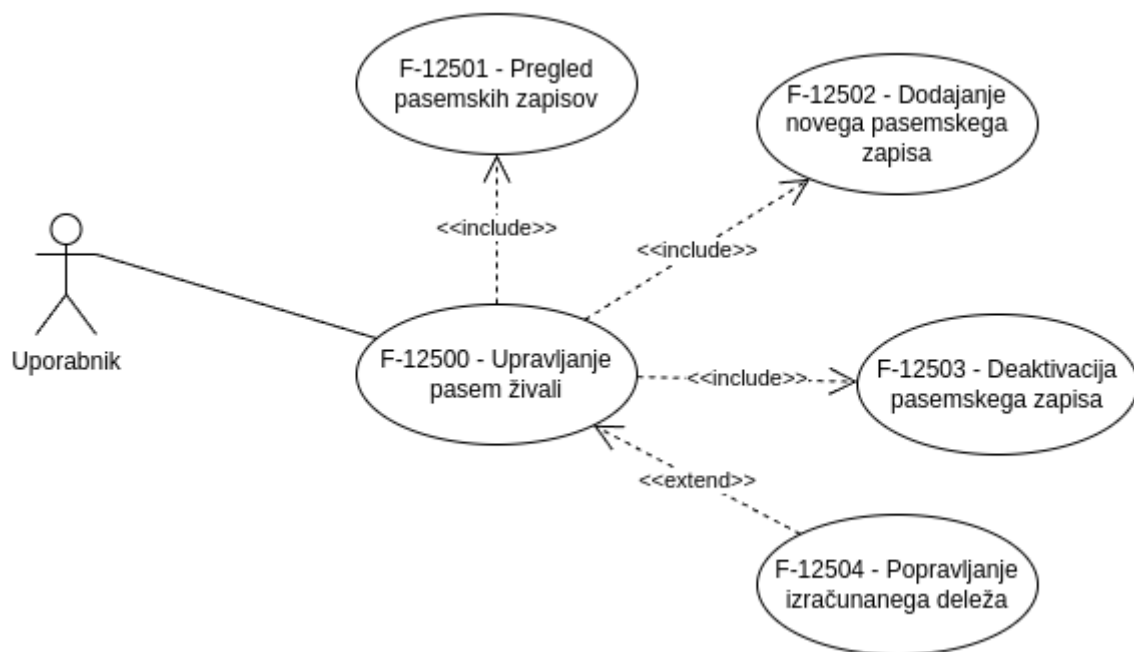 F-12501 - Pregled
pasemskih zapisov
F-12502 - Dodajanje
novega pasemskega
zapisa
<<include>>
<<include>>
Uporabnik
F-12500 - Upravljanje
pasem živali
<<include>>
F-12503 - Deaktivacija
pasemskega zapisa
<<extend>>
F-12504 - Popravljanje
izračunanega deleža